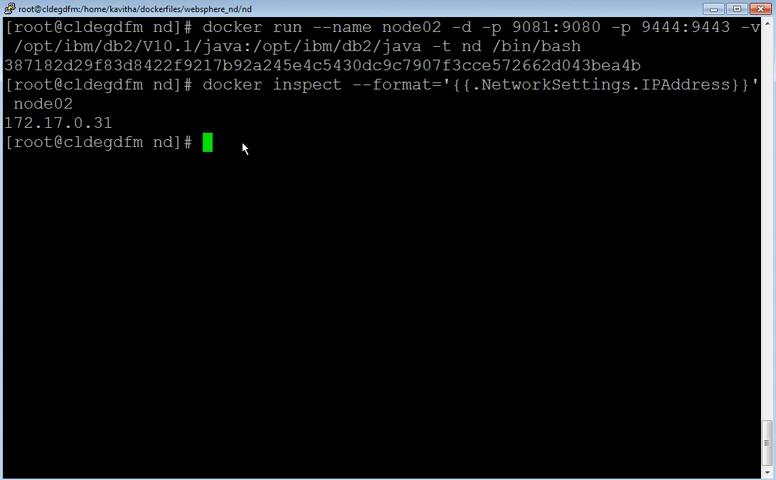 root@cldegdfm:/home/kavitha/dockerfiles/websphere_nd/nd
[root@cldegdfm nd]# docker run --name node02 -d -p 9081:9080 -p 9444:9443 -v
/opt/ibm/db2/V10.1/java:/opt/ibm/db2/java -t nd /bin/bash
387182d29f83d8422f9217b92a245e4c5430dc9c7907f3cce572662d043bea4b
[root@cldegdfm nd]# docker inspect --format='{{.NetworkSettings.IPAddress}}'
node02
172.17.0.31
[root@cldegdfm nd]#